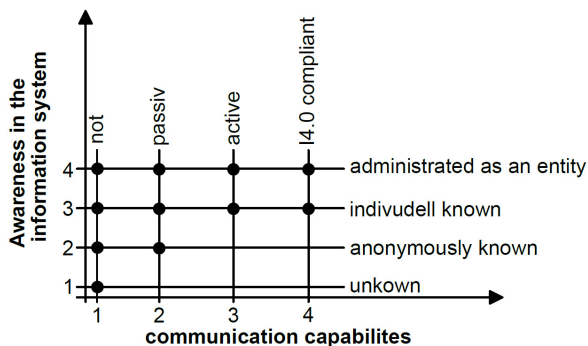 Awareness in the
information system
not
passiv
active
I4.0 compliant
4
administrated as an entity
3
indivudell known
2
anonymously known
1
unkown
1 2 3 4
communication capabilites